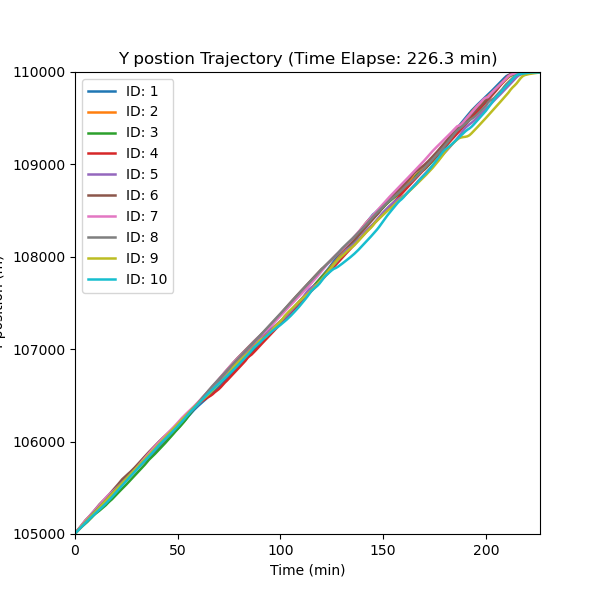 Y postion Trajectory (Time Elapse: 226.3 min)
110000
109000
108000
107000
106000
105000
ID: 1
ID: 2
ID: 3
ID: 4
ID: 5
ID: 6
ID: 7
ID: 8
ID: 9
ID: 10
0 50 100 150 200
Time (min)